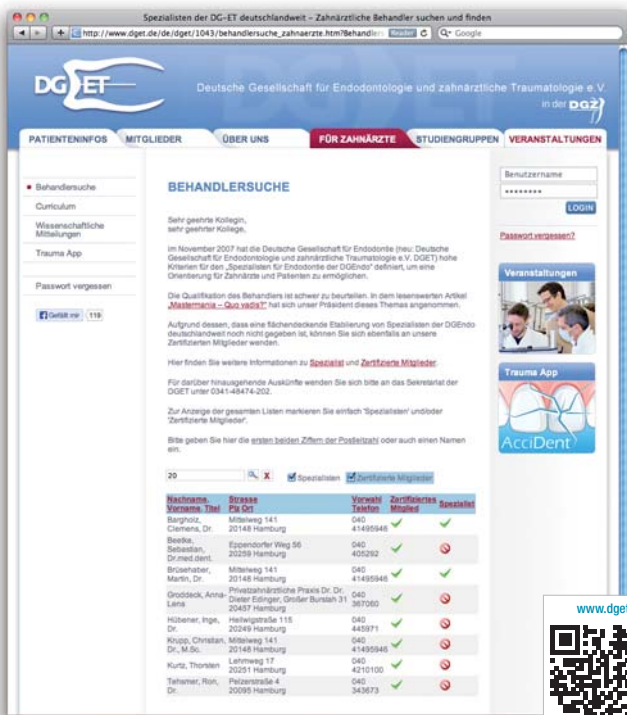 Spezialisten der DG-ET deutschlandweit – Zahnärztliche Behandler suchen und finden
http://www.dget.de/de/dget/1043/behandlersuche_zahnaerzte.htm?Behandler
Reader
Google
DG ET
Deutsche Gesellschaft für Endodontologie und zahnärztliche Traumatologie e.V.
in der DGZ
PATIENTENINFOS MITGLIEDER ÜBER UNS FÜR ZAHNÄRZTE STUDIENGRUPPEN VERANSTALTUNGEN
Behandlersuche
Curriculum
Wissenschaftliche
Mitteilungen
Trauma App
Passwort vergessen
Gefällt mir 119
BEHANDLERSUCHE
Sehr geehrte Kollegin,
sehr geehrter Kollege,
im November 2007 hat die Deutsche Gesellschaft für Endodontie (neu: Deutsche
Gesellschaft für Endodontologie und zahnärztliche Traumatologie e.V. DGET) hohe
Kriterien für den „Spezialisten für Endodontie der DGEndo“ definiert, um eine
Orientierung für Zahnärzte und Patienten zu ermöglichen.
Die Qualifikation des Behandlers ist schwer zu beurteilen. In dem lesenswerten Artikel
„Mastermania – Quo vadis?“ hat sich unser Präsident dieses Themas angenommen.
Aufgrund dessen, dass eine flächendeckende Etablierung von Spezialisten der DGEndo
deutschlandweit noch nicht gegeben ist, können Sie sich ebenfalls an unsere
Zertifizierten Mitglieder wenden.
Hier finden Sie weitere Informationen zu Spezialist und Zertifizierte Mitglieder.
Für darüber hinausgehende Auskünfte wenden Sie sich bitte an das Sekretariat der
DGET unter 0341-48474-202.
Zur Anzeige der gesamten Listen markieren Sie einfach 'Spezialisten' und/oder
'Zertifizierte Mitglieder'.
Bitte geben Sie hier die ersten beiden Ziffern der Postleitzahl oder auch einen Namen
ein.
20 X Spezialisten Zertifizierte Mitglieder
Nachname, Strasse Vorwahl Zertifiziertes Spezialist
Vorname, Titel Plz Ort Telefon Mitglied
Bargholz, Mittelweg 141 040
Clemens, Dr. 20148 Hamburg 41495946
Beetke, Eppendorfer Weg 56 040
Sebastian, 20259 Hamburg 405292
Dr.med.dent.
Brüsehaber, Mittelweg 141 040
Martin, Dr. 20148 Hamburg 41495946
Groddeck, Anna- Privatzahnärztliche Praxis Dr. Dr. 040
Lena Dieter Edinger, Großer Burstah 31 367060
20457 Hamburg
Hübener, Inge, Hellwigstraße 115 040
Dr. 20249 Hamburg 445971
Krupp, Christian, Mittelweg 141 040
Dr., M.Sc. 20148 Hamburg 41495946
Kurtz, Thorsten Lehmweg 17 040
20251 Hamburg 4210100
Tehsmer, Ron, Pelzerstraße 4 040
Dr. 20095 Hamburg 343673
Benutzername
LOGIN
Passwort vergessen?
Veranstaltungen
Trauma App
AcciDent
www.dget